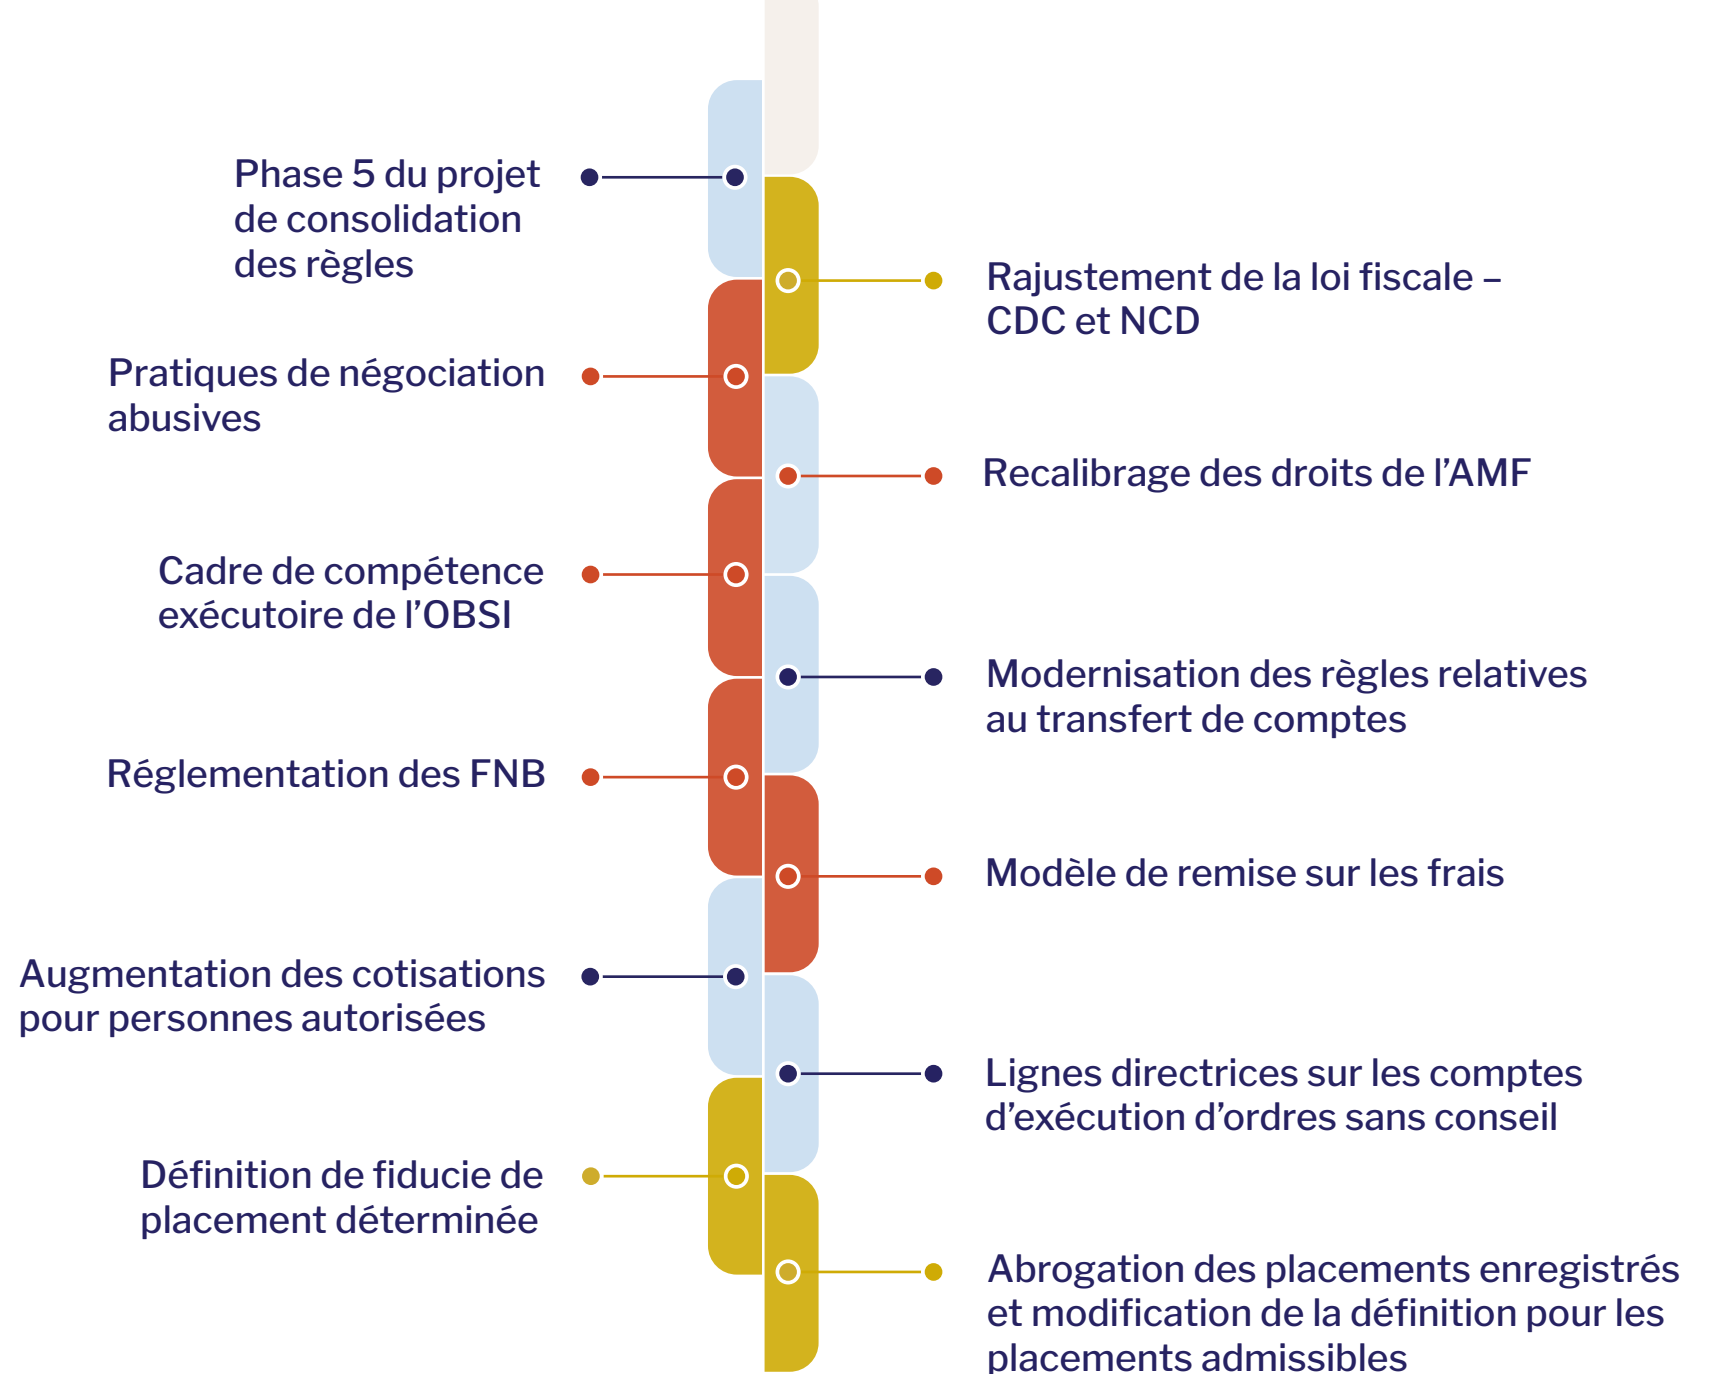 Phase 5 du projet
de consolidation
des règles
Rajustement de la loi fiscale –
CDC et NCD
Pratiques de négociation
abusives
Recalibrage des droits de l’AMF
Cadre de compétence
exécutoire de l’OBSI
Modernisation des règles relatives
au transfert de comptes
Réglementation des FNB
Modèle de remise sur les frais
Augmentation des cotisations
pour personnes autorisées
Lignes directrices sur les comptes
d’exécution d’ordres sans conseil
Définition de fiducie de
placement déterminée
Abrogation des placements enregistrés
et modification de la définition pour les
placements admissibles